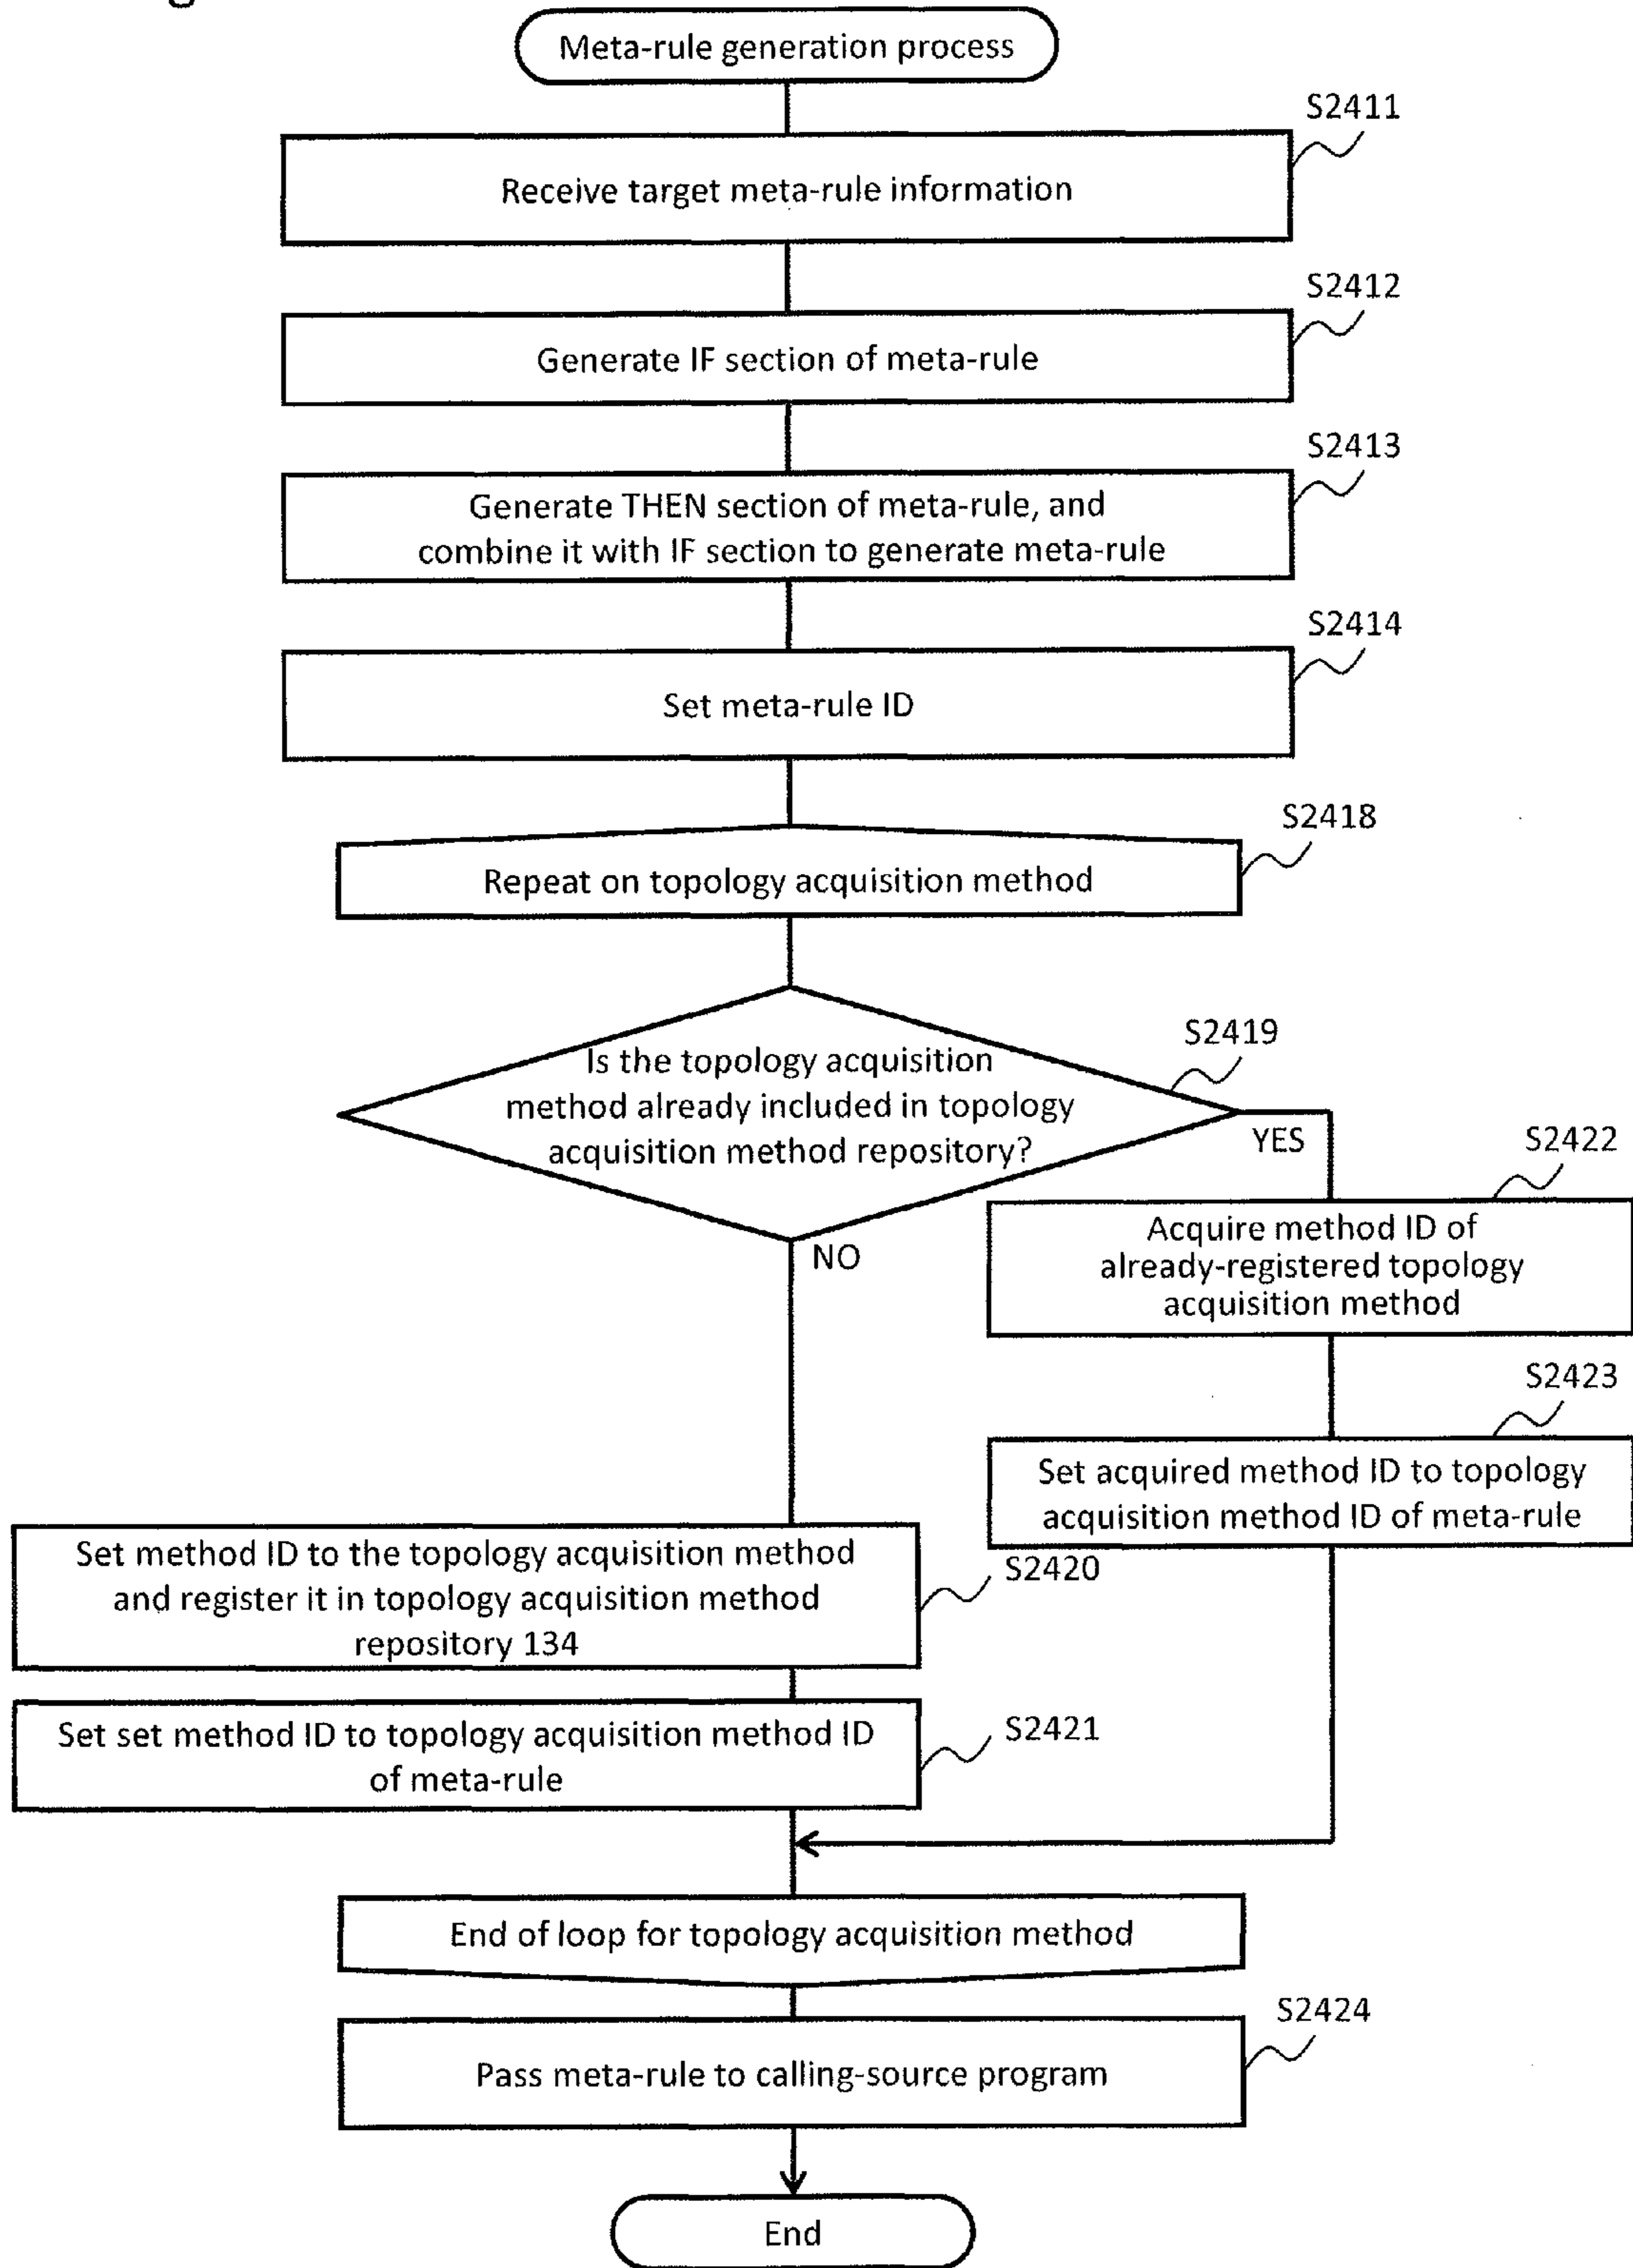 Meta-rule generation process
S2411
Receive target meta-rule information
S2412
Generate IF section of meta-rule
S2413
Generate THEN section of meta-rule, and
combine it with IF section to generate meta-rule
S2414
Set meta-rule ID
S2418
Repeat on topology acquisition method
S2419
Is the topology acquisition
method already included in topology
acquisition method repository?
YES
NO
S2422
Acquire method ID of
already-registered topology
acquisition method
S2423
Set acquired method ID to topology
acquisition method ID of meta-rule
Set method ID to the topology acquisition method
and register it in topology acquisition method
repository 134
S2420
Set set method ID to topology acquisition method ID
of meta-rule
S2421
End of loop for topology acquisition method
S2424
Pass meta-rule to calling-source program
End